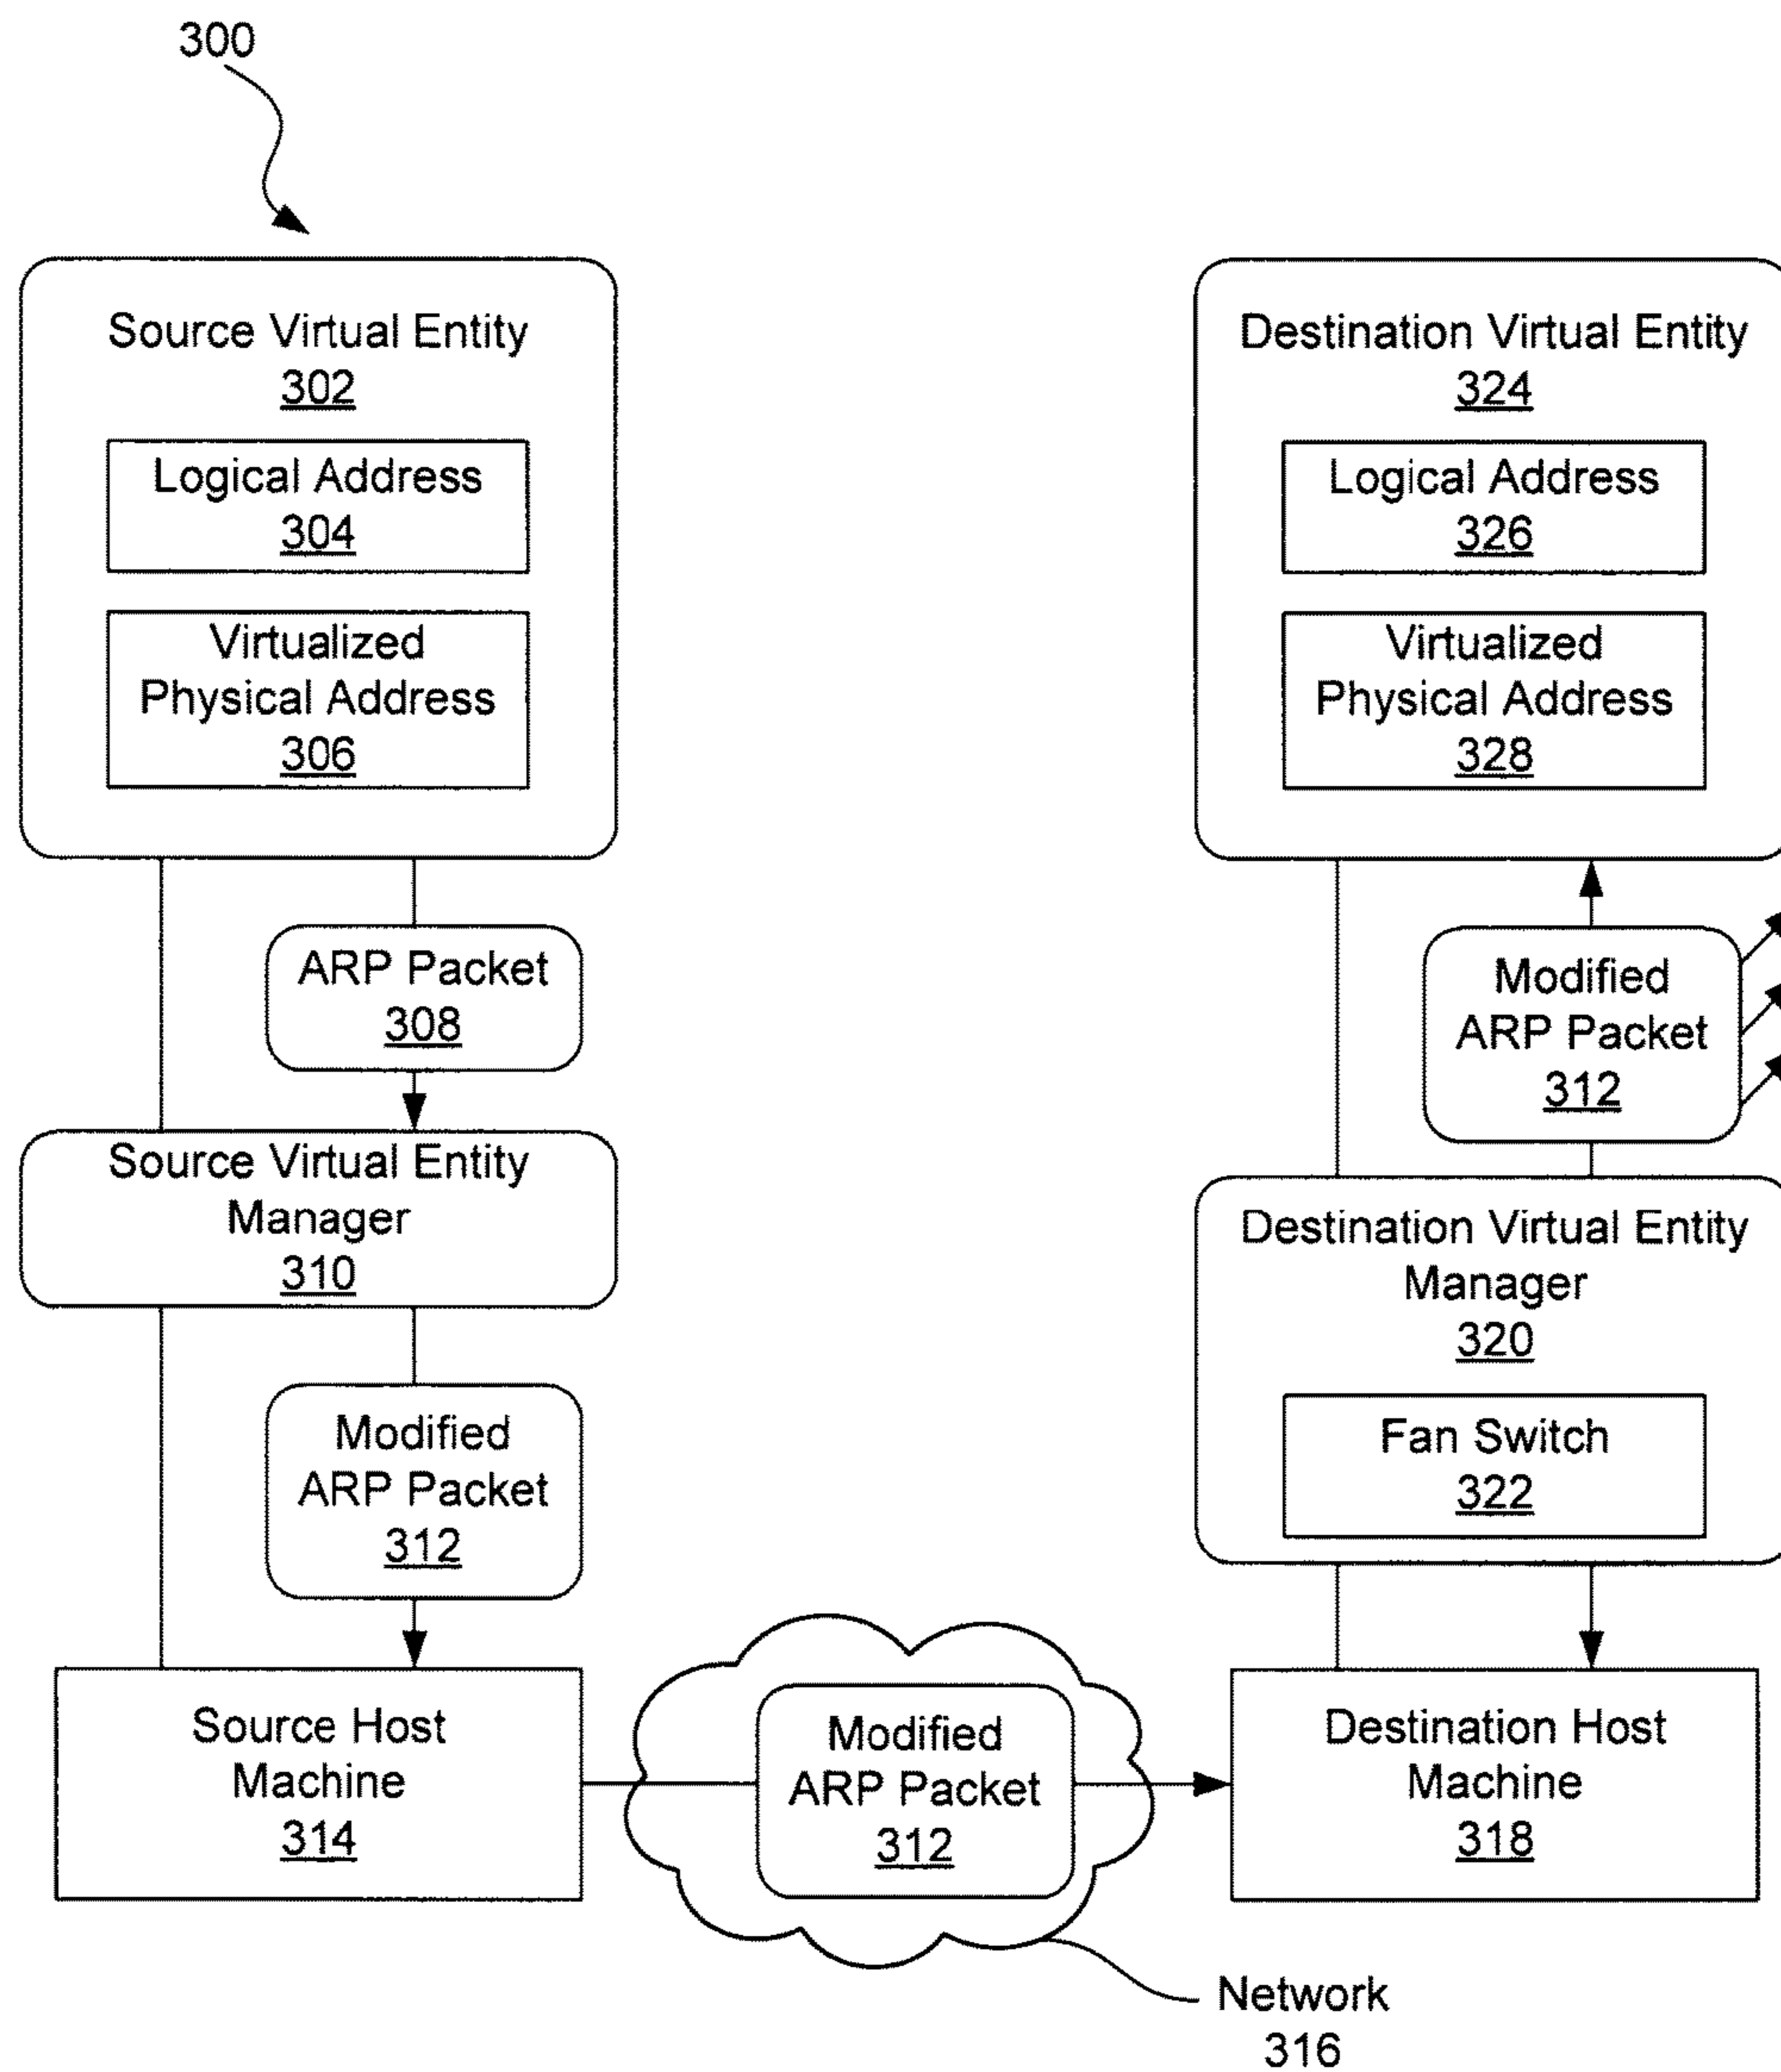 300
Source Virtual Entity
302
Logical Address
304
Virtualized
Physical Address
306
ARP Packet
308
Source Virtual Entity
Manager
310
Modified
ARP Packet
312
Source Host
Machine
314
Modified
ARP Packet
312
Network
316
Destination Virtual Entity
324
Logical Address
326
Virtualized
Physical Address
328
Modified
ARP Packet
312
Destination Virtual Entity
Manager
320
Fan Switch
322
Destination Host
Machine
318